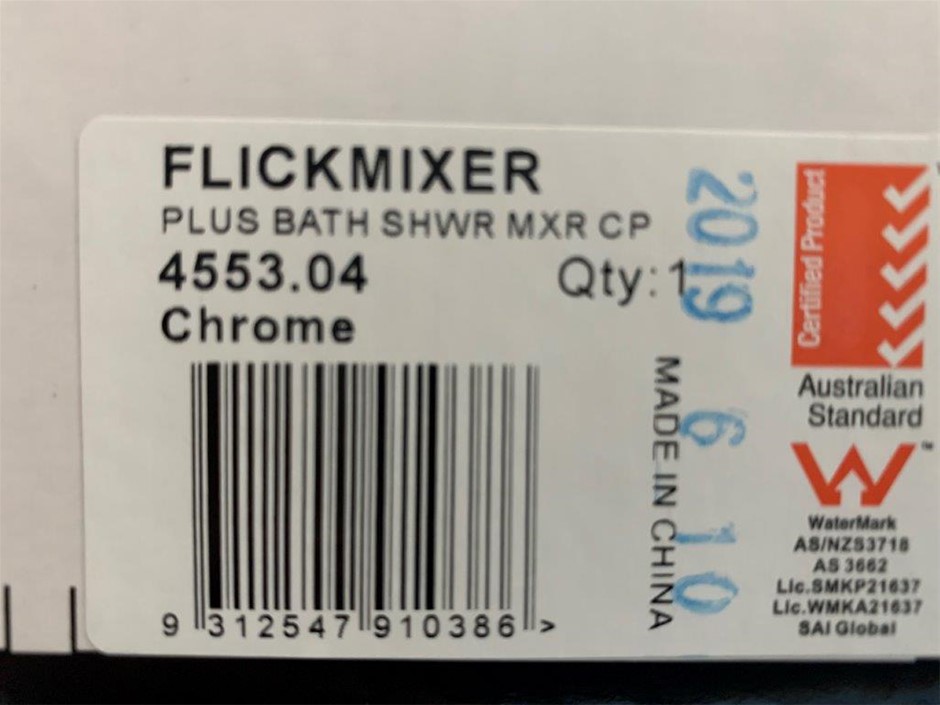 FLICKMIXER
PLUS BATH SHWR MXR CP
4553.04 Qty: 1
Chrome
9 312547 910386 >
MADE IN CHINA
2019 6 10
Certified Product
Australian
Standard
™
WaterMark
AS/NZS3718
AS 3662
Lic.SMKP21637
Lic.WMKA21637
SAI Global